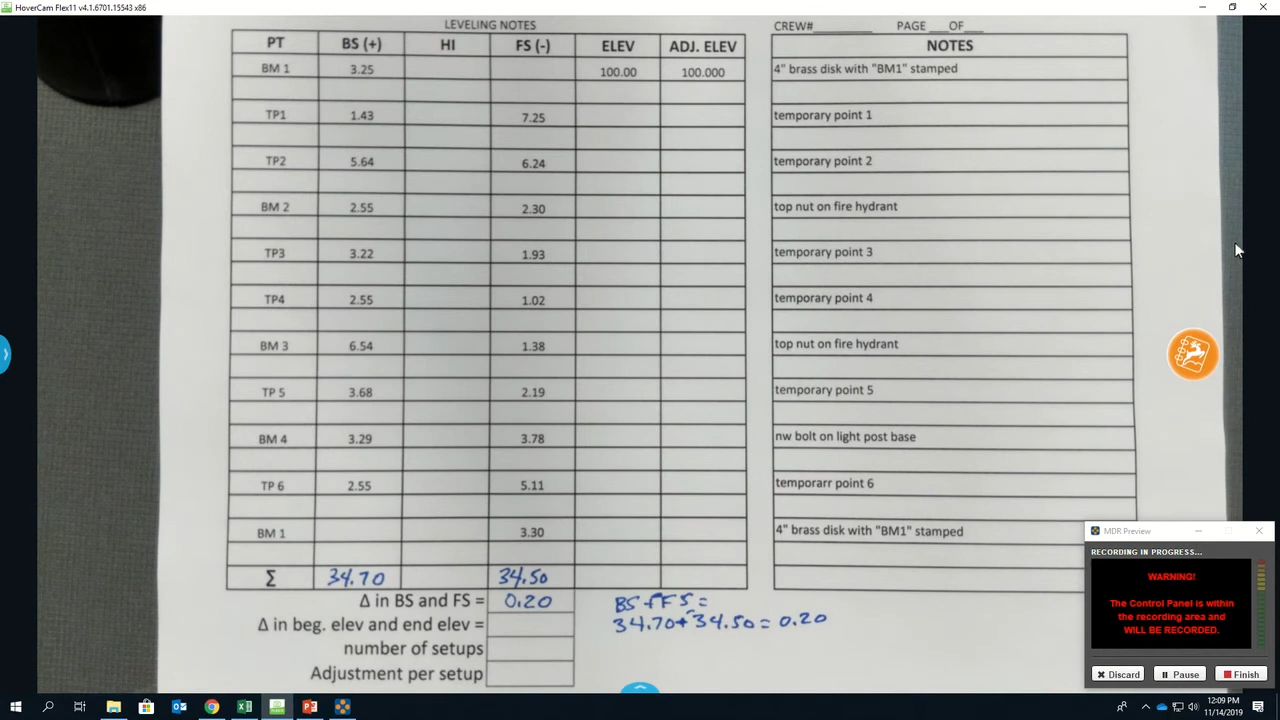 HoverCam Flex11 v4.1.6701.15543 x86
LEVELING NOTES
CREW#________ PAGE ___OF___
PT BS (+) HI FS (-) ELEV ADJ. ELEV NOTES
BM 1 3.25 100.00 100.000 4" brass disk with "BM1" stamped
TP1 1.43 7.25 temporary point 1
TP2 5.64 6.24 temporary point 2
BM 2 2.55 2.30 top nut on fire hydrant
TP3 3.22 1.93 temporary point 3
TP4 2.55 1.02 temporary point 4
BM 3 6.54 1.38 top nut on fire hydrant
TP 5 3.68 2.19 temporary point 5
BM 4 3.29 3.78 nw bolt on light post base
TP 6 2.55 5.11 temporarr point 6
BM 1 3.30 4" brass disk with "BM1" stamped
Σ 34.70 34.50
Δ in BS and FS = 0.20 BS + FS =
Δ in beg. elev and end elev = 34.70 + -34.50 = 0.20
number of setups
Adjustment per setup
MDR Preview
RECORDING IN PROGRESS...
WARNING!
The Control Panel is within
the recording area and
WILL BE RECORDED.
Discard Pause Finish
12:09 PM
11/14/2019